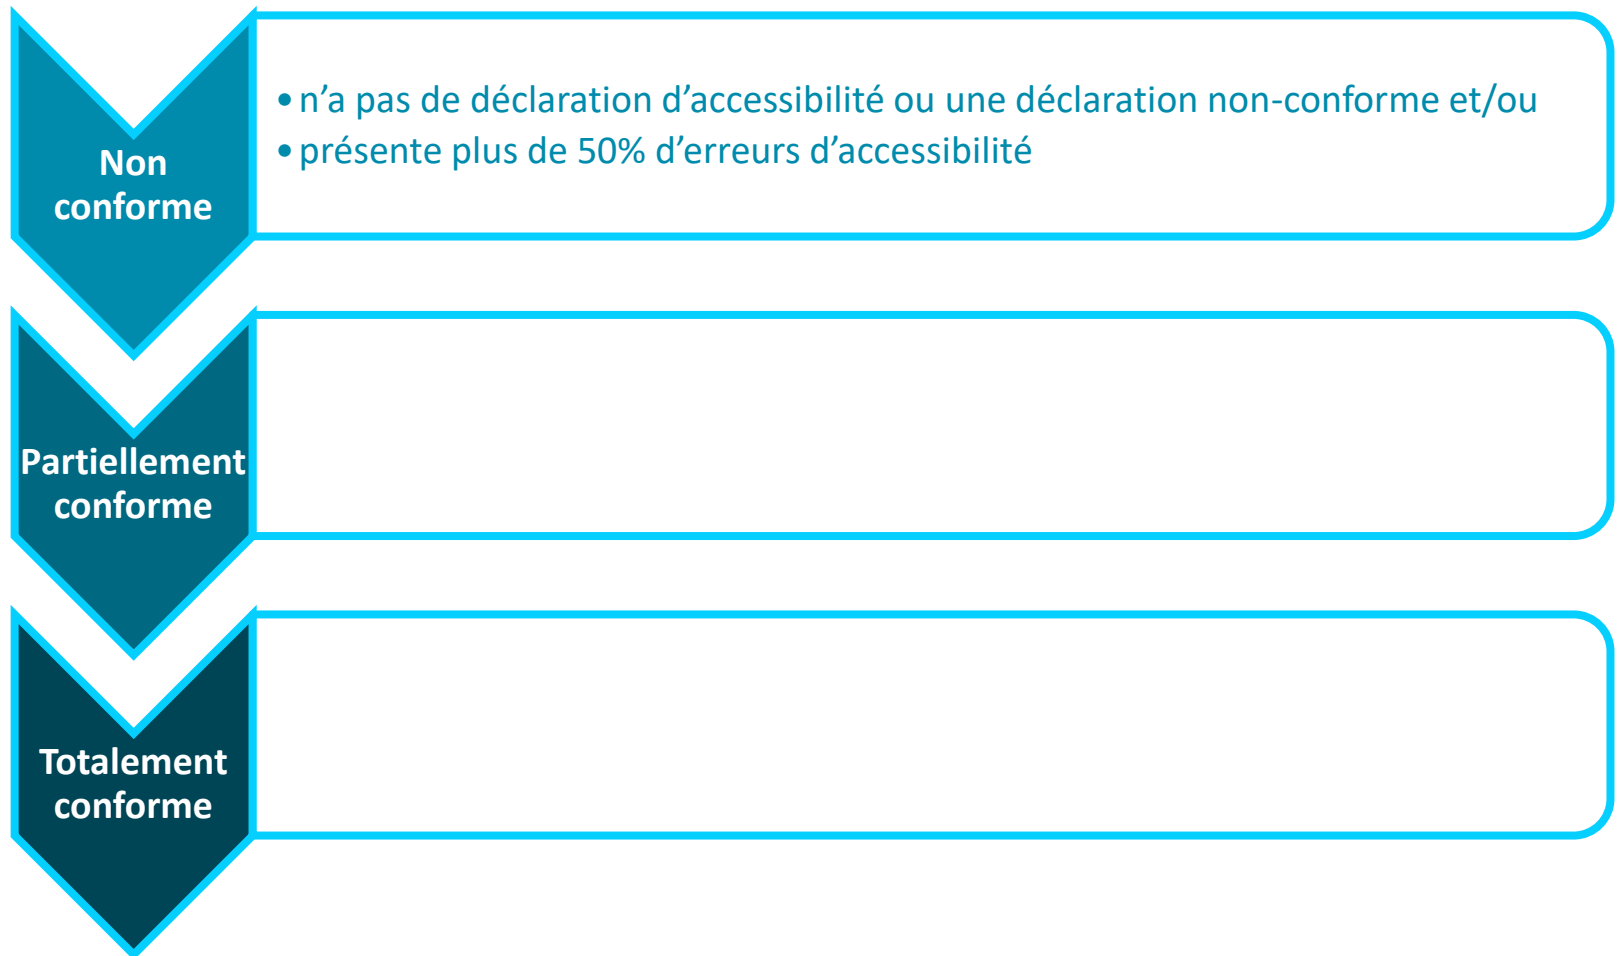 Non
conforme
•n’a pas de déclaration d’accessibilité ou une déclaration non-conforme et/ou
•présente plus de 50% d’erreurs d’accessibilité
Partiellement
conforme
Totalement
conforme